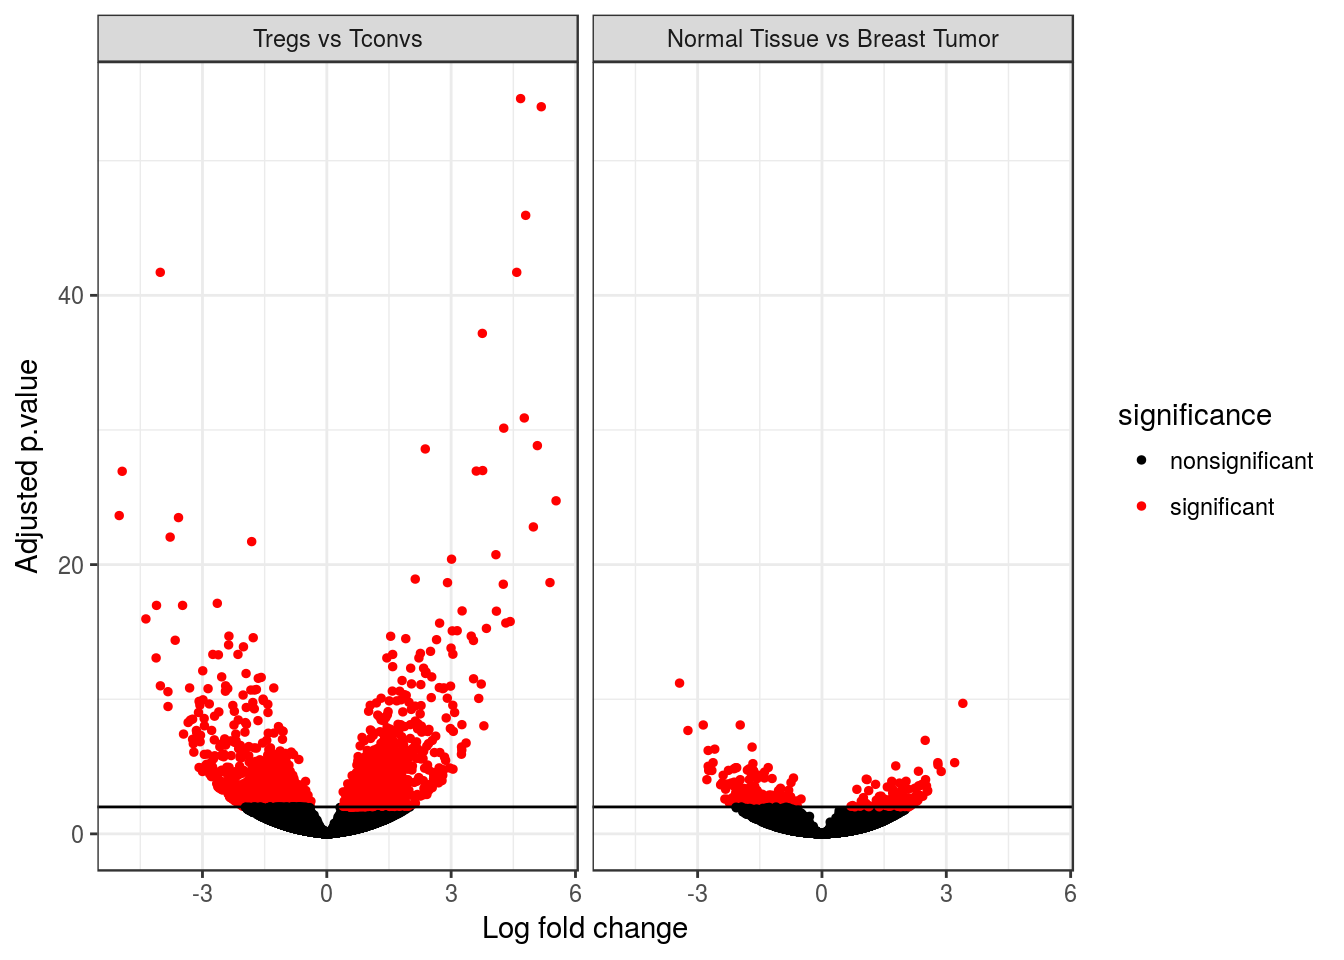 Tregs vs Tconvs
Normal Tissue vs Breast Tumor
Adjusted p.value
40
20
0
-3 0 3 6
-3 0 3 6
Log fold change
significance
nonsignificant
significant